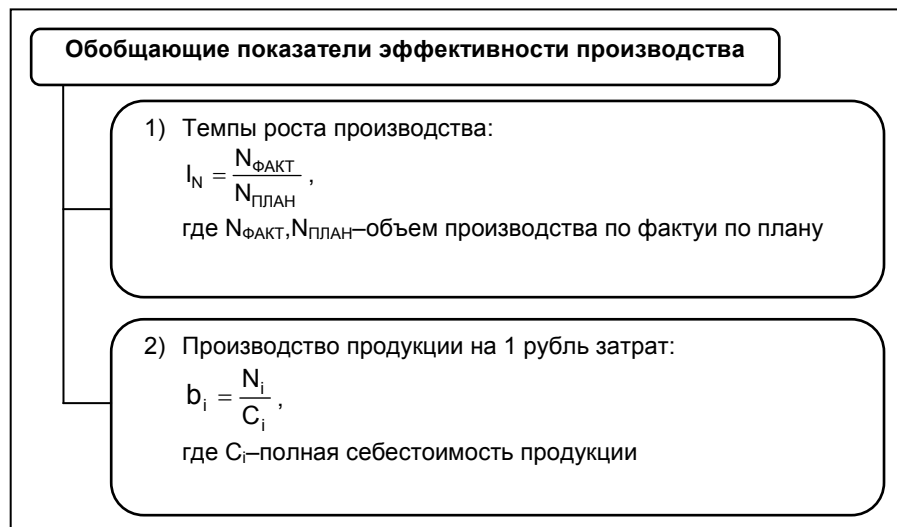 Обобщающие показатели эффективности производства
1) Темпы роста производства:
I_N = N_ФАКТ / N_ПЛАН ,
где N_ФАКТ,N_ПЛАН–объем производства по фактуи по плану
2) Производство продукции на 1 рубль затрат:
b_i = N_i / C_i ,
где C_i–полная себестоимость продукции